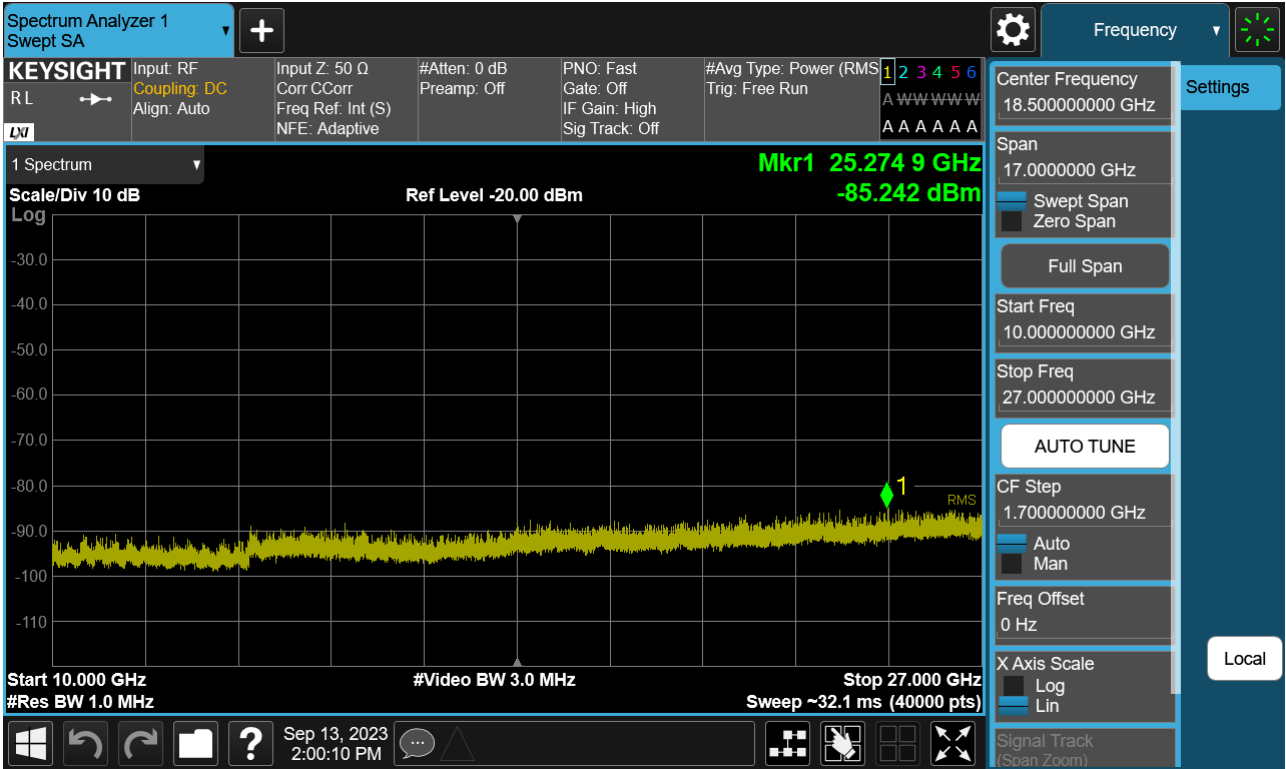 Spectrum Analyzer 1
Swept SA
Frequency
KEYSIGHT
R L
LXI
Input: RF
Coupling: DC
Align: Auto
Input Z: 50 Ω
Corr CCorr
Freq Ref: Int (S)
NFE: Adaptive
#Atten: 0 dB
Preamp: Off
PNO: Fast
Gate: Off
IF Gain: High
Sig Track: Off
#Avg Type: Power (RMS
Trig: Free Run
1 2 3 4 5 6
A W W W W W
A A A A A A
1 Spectrum
Scale/Div 10 dB
Log
Ref Level -20.00 dBm
Mkr1 25.274 9 GHz
-85.242 dBm
-30.0
-40.0
-50.0
-60.0
-70.0
-80.0
-90.0
-100
-110
1
RMS
Start 10.000 GHz
#Res BW 1.0 MHz
#Video BW 3.0 MHz
Stop 27.000 GHz
Sweep ~32.1 ms (40000 pts)
Center Frequency
18.500000000 GHz
Span
17.0000000 GHz
Swept Span
Zero Span
Full Span
Start Freq
10.000000000 GHz
Stop Freq
27.000000000 GHz
AUTO TUNE
CF Step
1.700000000 GHz
Auto
Man
Freq Offset
0 Hz
X Axis Scale
Log
Lin
Signal Track
(Span Zoom)
Settings
Local
?
Sep 13, 2023
2:00:10 PM